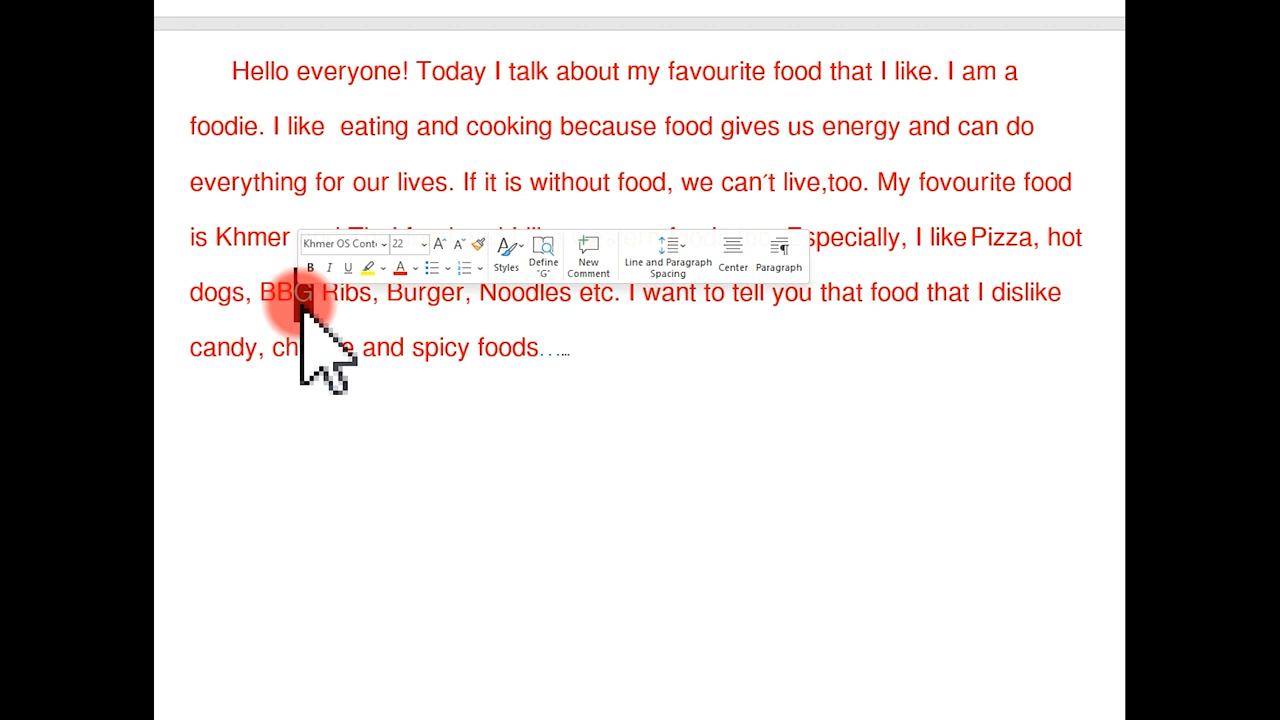 Hello everyone! Today I talk about my favourite food that I like. I am a
foodie. I like eating and cooking because food gives us energy and can do
everything for our lives. If it is without food, we can´t live,too. My fovourite food
is Khmer Especially, I like Pizza, hot
Khmer OS Cont 22
Styles Define "G" New Comment Line and Paragraph Spacing Center Paragraph
B I U
dogs, BBG Ribs, Burger, Noodles etc. I want to tell you that food that I dislike
candy, and spicy foods......